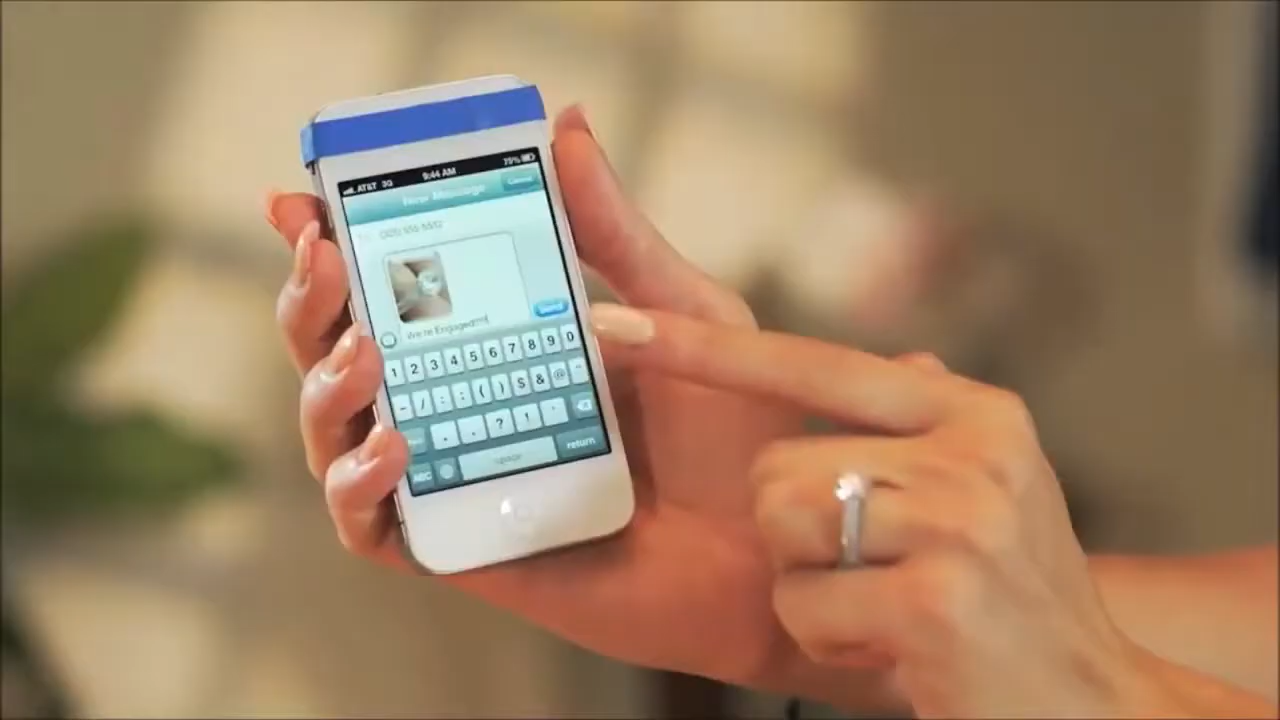 AT&T 3G 9:44 AM 75%
New Message Cancel
To:
We're Engaged!!!
Send
1 2 3 4 5 6 7 8 9 0
- / : ; ( ) $ & @ "
. , ? ! '
ABC space return